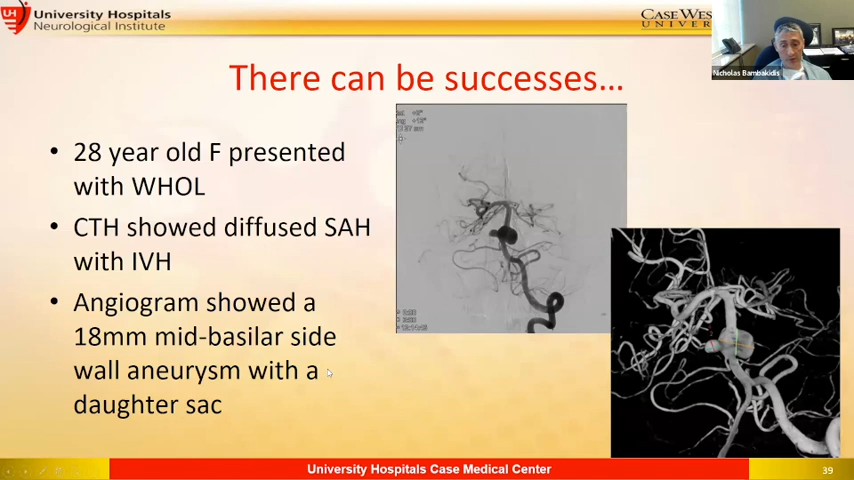 University Hospitals
Neurological Institute
CASE WES
UNIVER
Nicholas Bambakidis
There can be successes…
• 28 year old F presented
with WHOL
• CTH showed diffused SAH
with IVH
• Angiogram showed a
18mm mid-basilar side
wall aneurysm with a
daughter sac
University Hospitals Case Medical Center
39